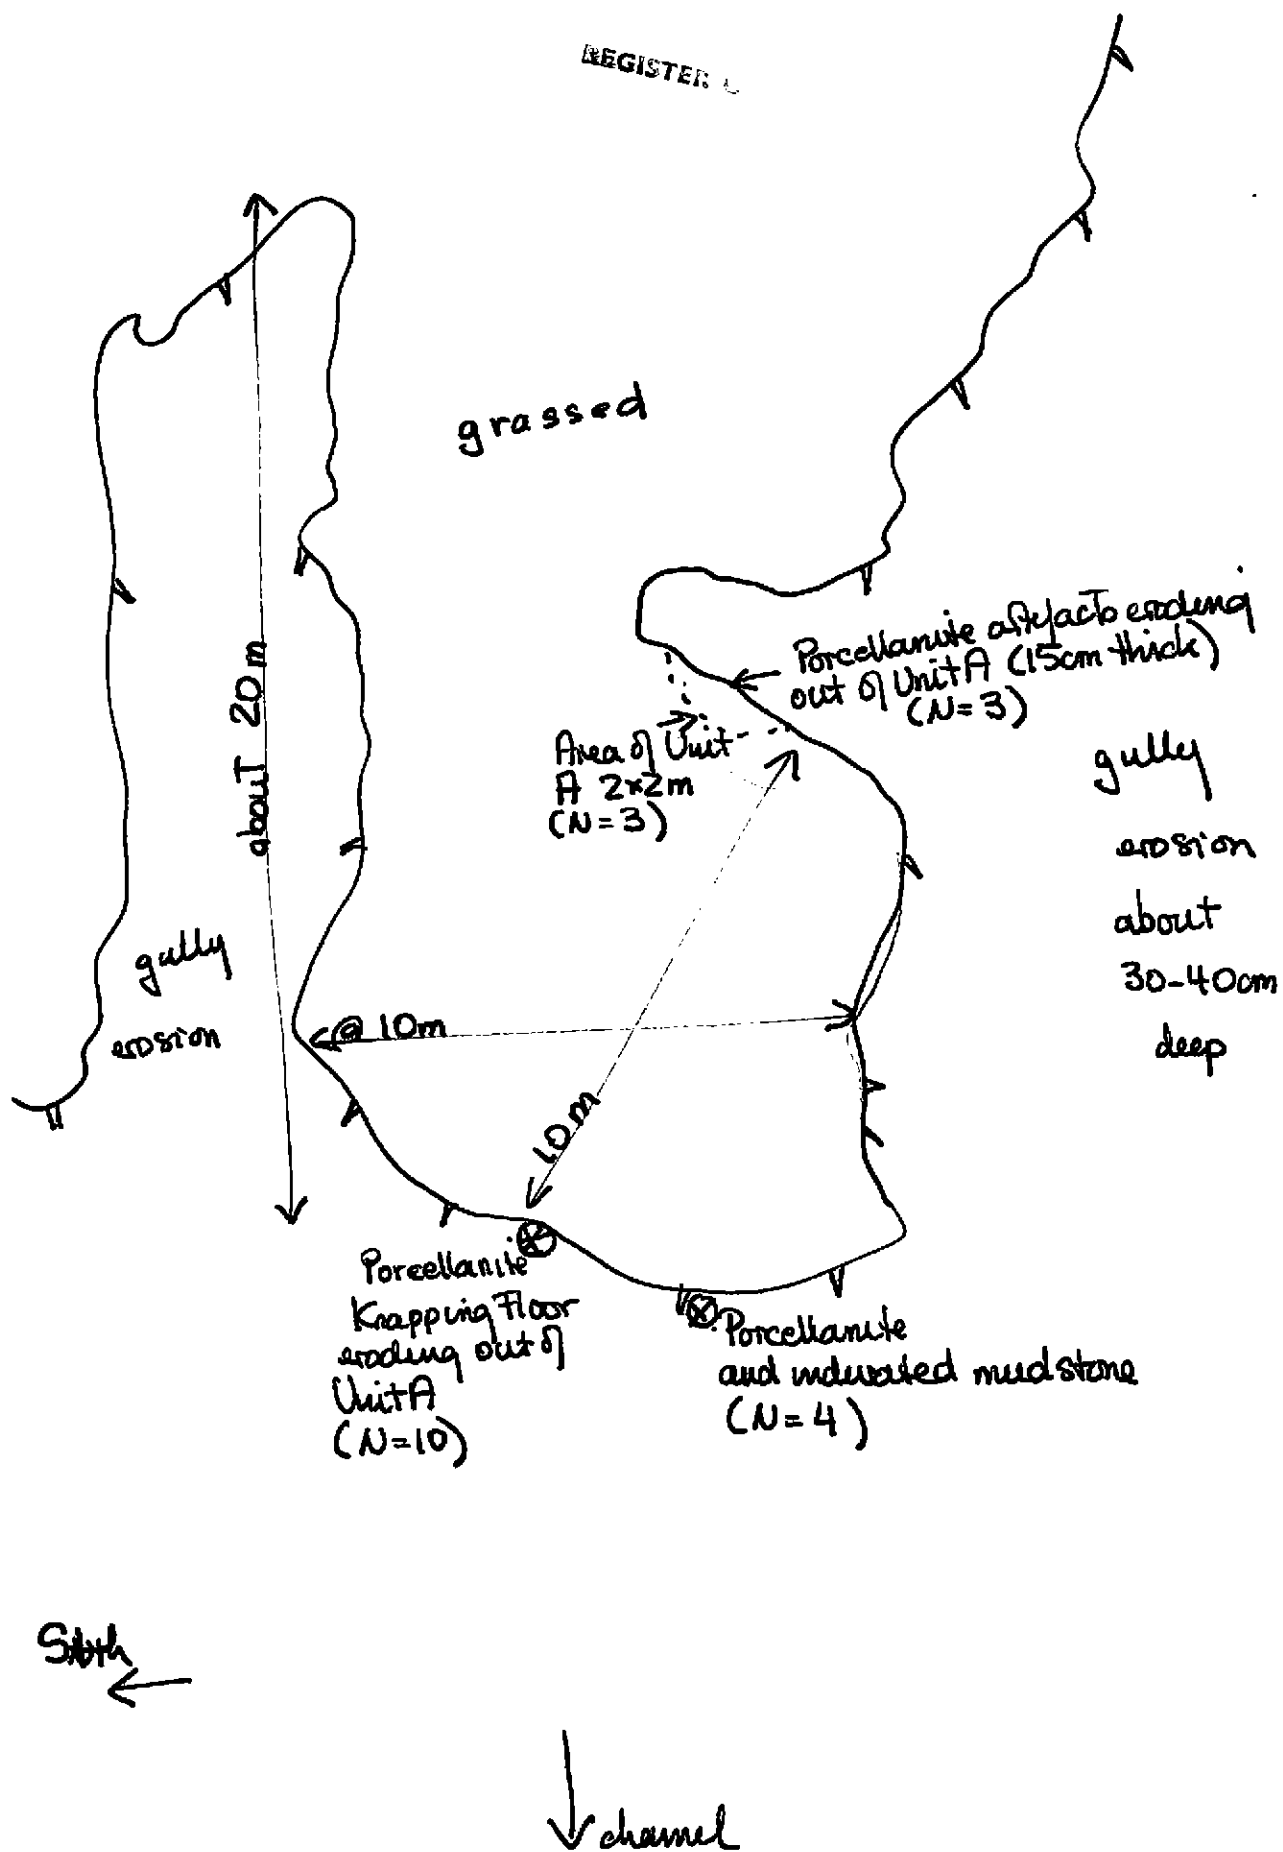 REGISTER
grassed
about 20m
Porcellanite artefacts eroding
out of Unit A (15cm thick)
(N=3)
Area of Unit
A 2x2m
(N=3)
gully
erosion
about
30-40cm
deep
gully
erosion
@ 10m
10m
Porcellanite
Knapping Floor
eroding out of
Unit A
(N=10)
Porcellanite
and indurated mudstone
(N=4)
channel